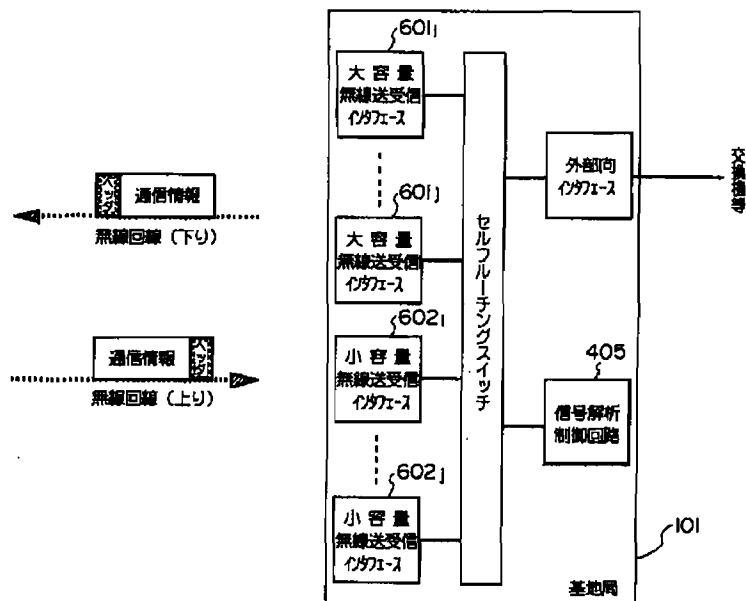 601₁
大容量
無線送受信
インタフェース
ヘッダ
通信情報
無線回線（下り）
601j
大容量
無線送受信
インタフェース
通信情報
ヘッダ
無線回線（上り）
602₁
小容量
無線送受信
インタフェース
602j
小容量
無線送受信
インタフェース
セルフルーチングスイッチ
外部向
インタフェース
交換機等
405
信号解析
制御回路
101
基地局